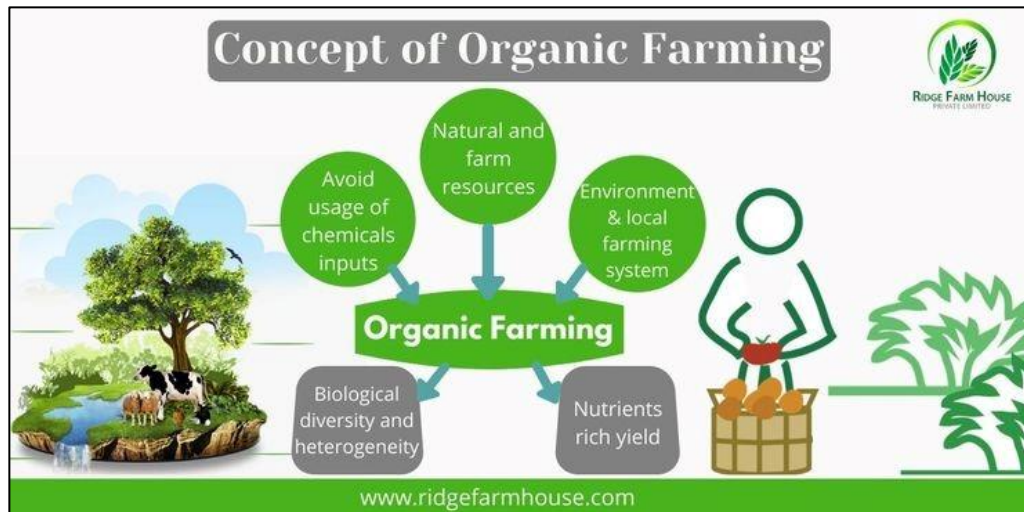 Concept of Organic Farming
RIDGE FARM HOUSE
PRIVATE LIMITED
Natural and
farm
resources
Avoid
usage of
chemicals
inputs
Environment
& local
farming
system
Organic Farming
Biological
diversity and
heterogeneity
Nutrients
rich yield
www.ridgefarmhouse.com